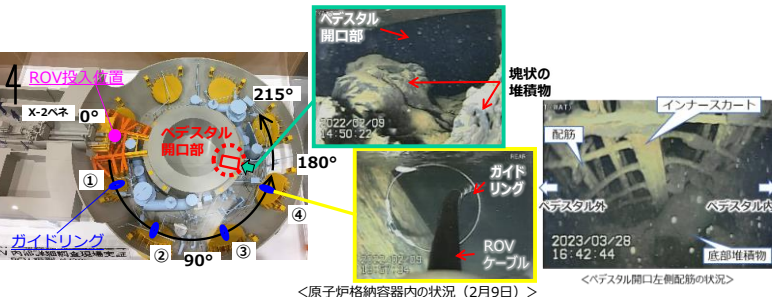 ROV投入位置
X-2ペネ
0°
215°
ペデスタル
開口部
180°
①
②
③
④
90°
ガイドリング
ペデスタル
開口部
塊状の
堆積物
2022/02/09
14:50:22
ガイド
リング
ROV
ケーブル
<原子炉格納容器内の状況(2月9日)>
インナースカート
配筋
ペデスタル外
ペデスタル内
2023/03/28
16:42:44
底部堆積物
<ペデスタル開口左側配筋の状況>